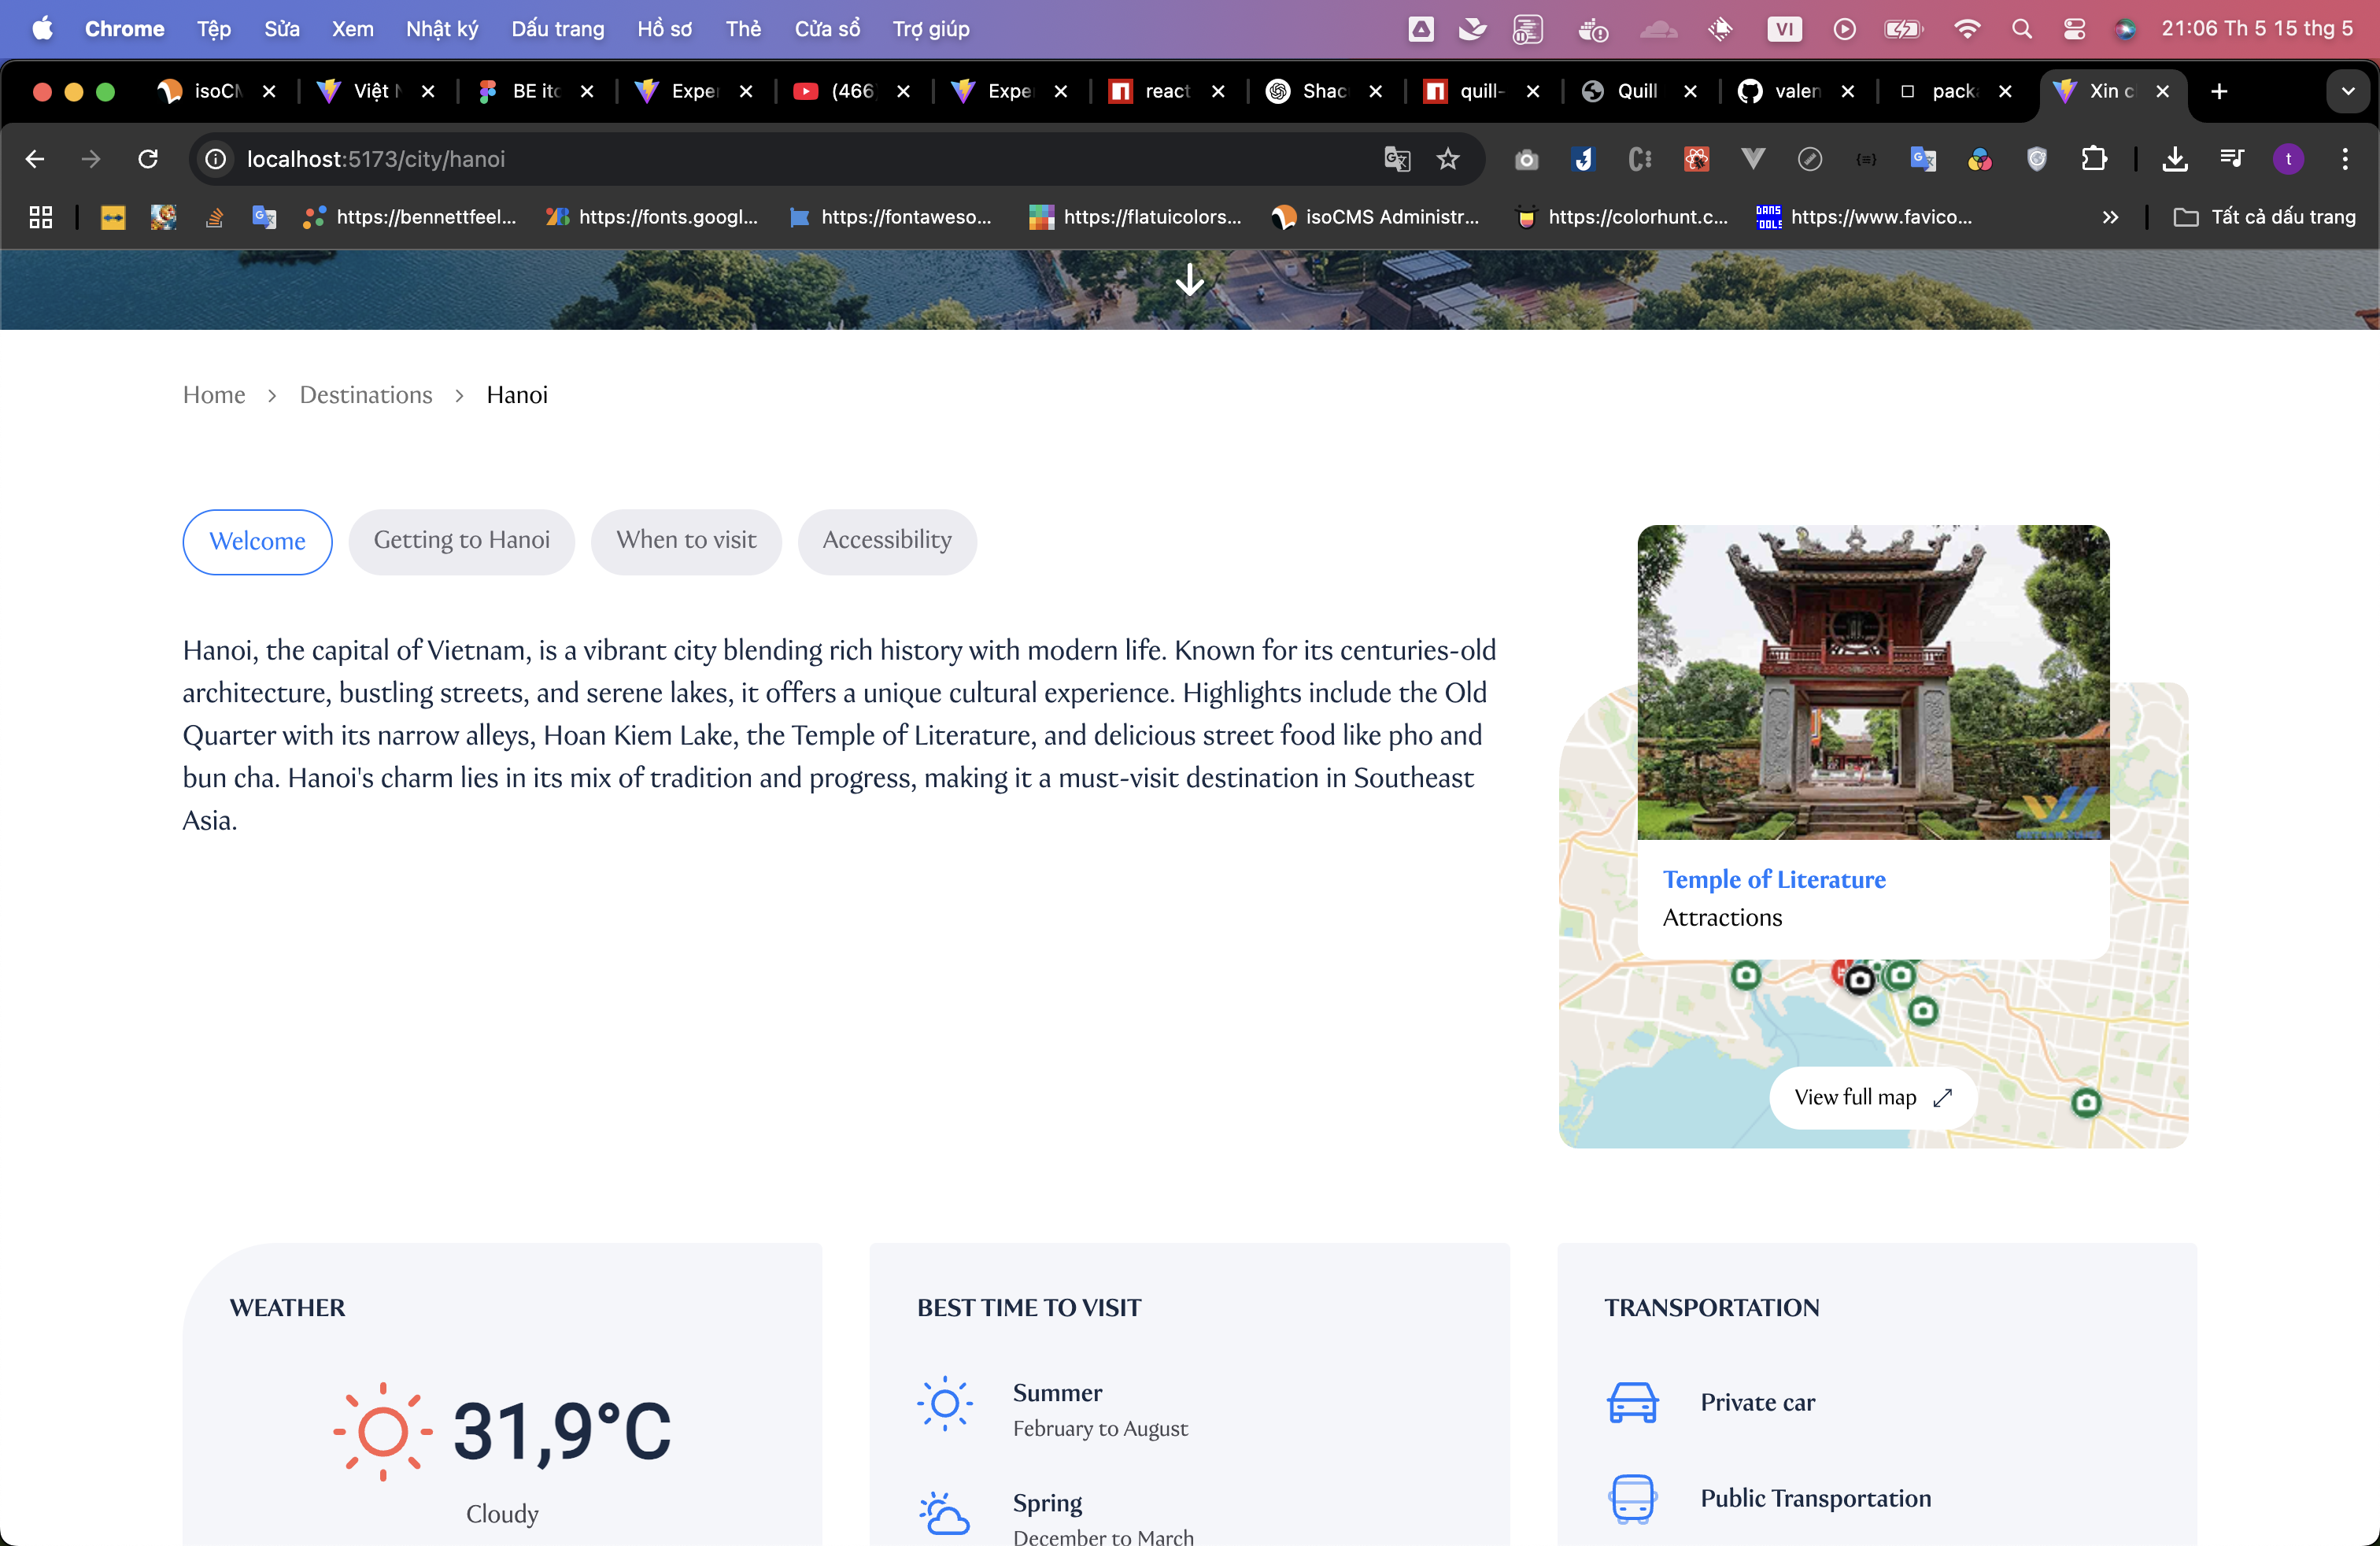 Chrome Tệp Sửa Xem Nhật ký Dấu trang Hồ sơ Thẻ Cửa sổ Trợ giúp VI 21:06 Th 5 15 thg 5
isoCM Việt N BE itc Exper (466 Exper react Shac quill- Quill valen packa Xin c
localhost:5173/city/hanoi
https://bennettfeel... https://fonts.googl... https://fontaweso... https://flatuicolors... isoCMS Administr... https://colorhunt.c... https://www.favico... Tất cả dấu trang
Home > Destinations > Hanoi
Welcome Getting to Hanoi When to visit Accessibility
Hanoi, the capital of Vietnam, is a vibrant city blending rich history with modern life. Known for its centuries-old
architecture, bustling streets, and serene lakes, it offers a unique cultural experience. Highlights include the Old
Quarter with its narrow alleys, Hoan Kiem Lake, the Temple of Literature, and delicious street food like pho and
bun cha. Hanoi's charm lies in its mix of tradition and progress, making it a must-visit destination in Southeast
Asia.
Temple of Literature
Attractions
View full map
WEATHER
31,9°C
Cloudy
BEST TIME TO VISIT
Summer
February to August
Spring
December to March
TRANSPORTATION
Private car
Public Transportation